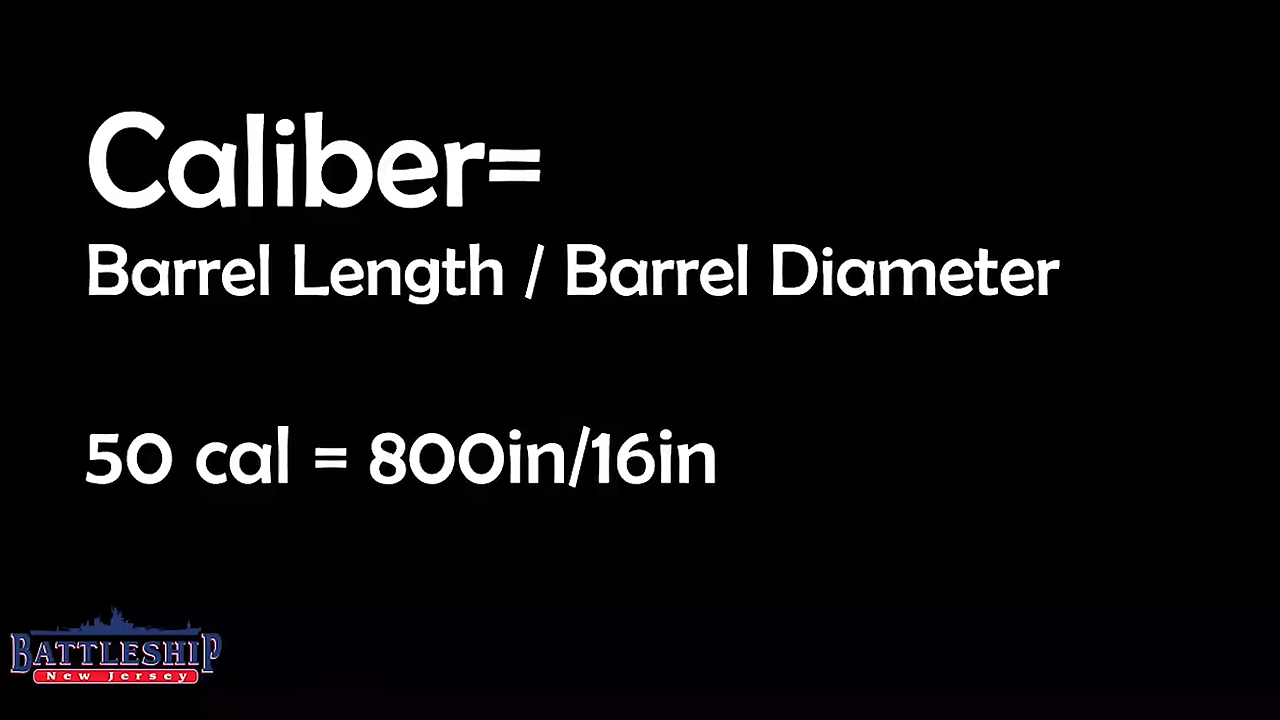 Caliber=
Barrel Length / Barrel Diameter
50 cal = 800in/16in
BATTLESHIP
New Jersey